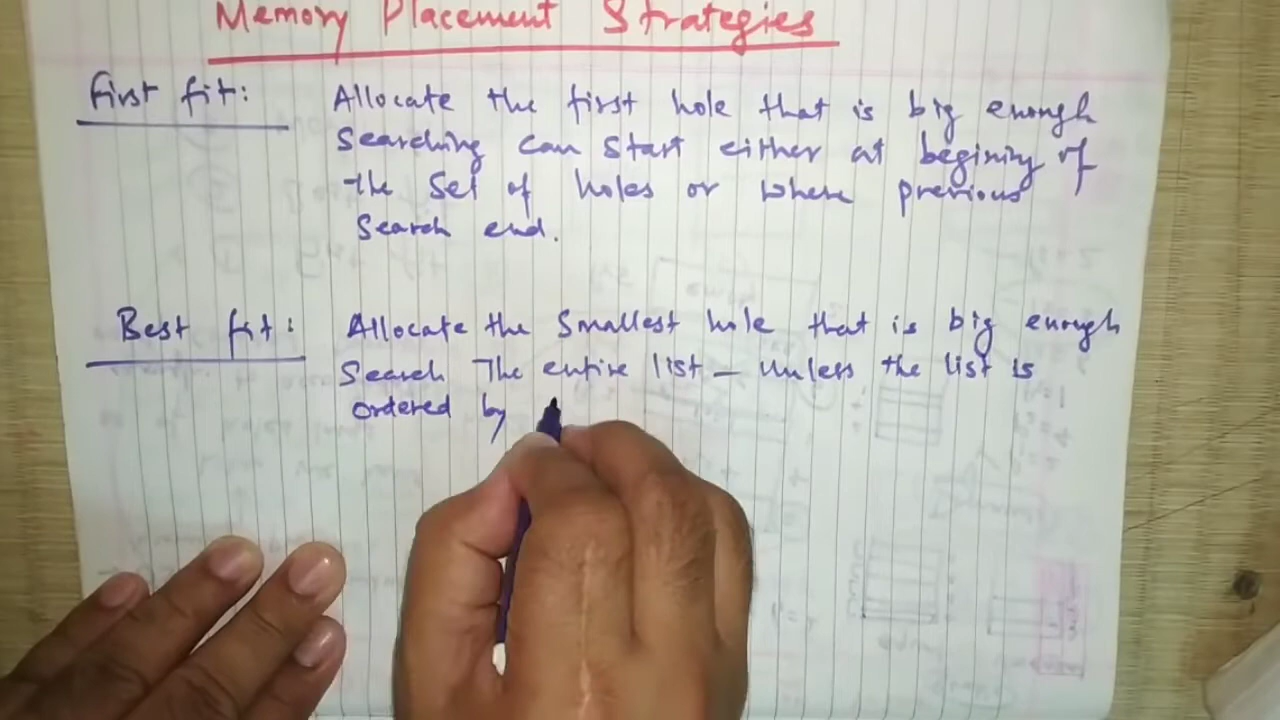 Memory Placement Strategies
First fit: Allocate the first hole that is big enough
Searching can start either at begining of
the set of holes or where previous
Search end.
Best fit: Allocate the smallest hole that is big enough
Search The entire list – unless the list is
ordered by